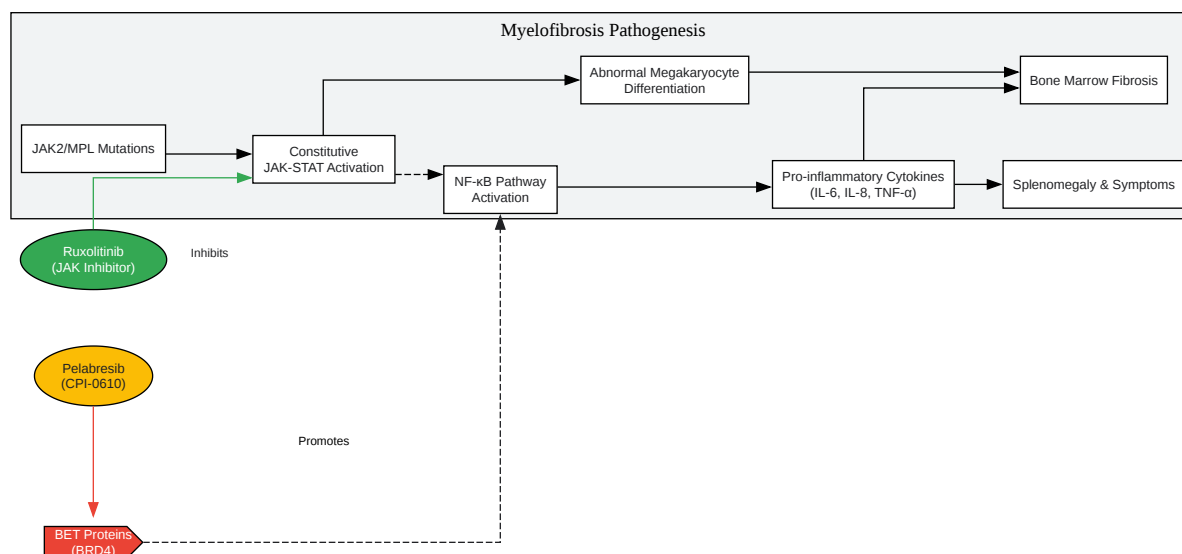 Myelofibrosis Pathogenesis
Abnormal Megakaryocyte
Differentiation
Bone Marrow Fibrosis
JAK2/MPL Mutations
Constitutive
JAK-STAT Activation
NF-κB Pathway
Activation
Pro-inflammatory Cytokines
(IL-6, IL-8, TNF-α)
Splenomegaly & Symptoms
Ruxolitinib
(JAK Inhibitor)
Inhibits
Pelabresib
(CPI-0610)
Promotes
BET Proteins
(BRD4)